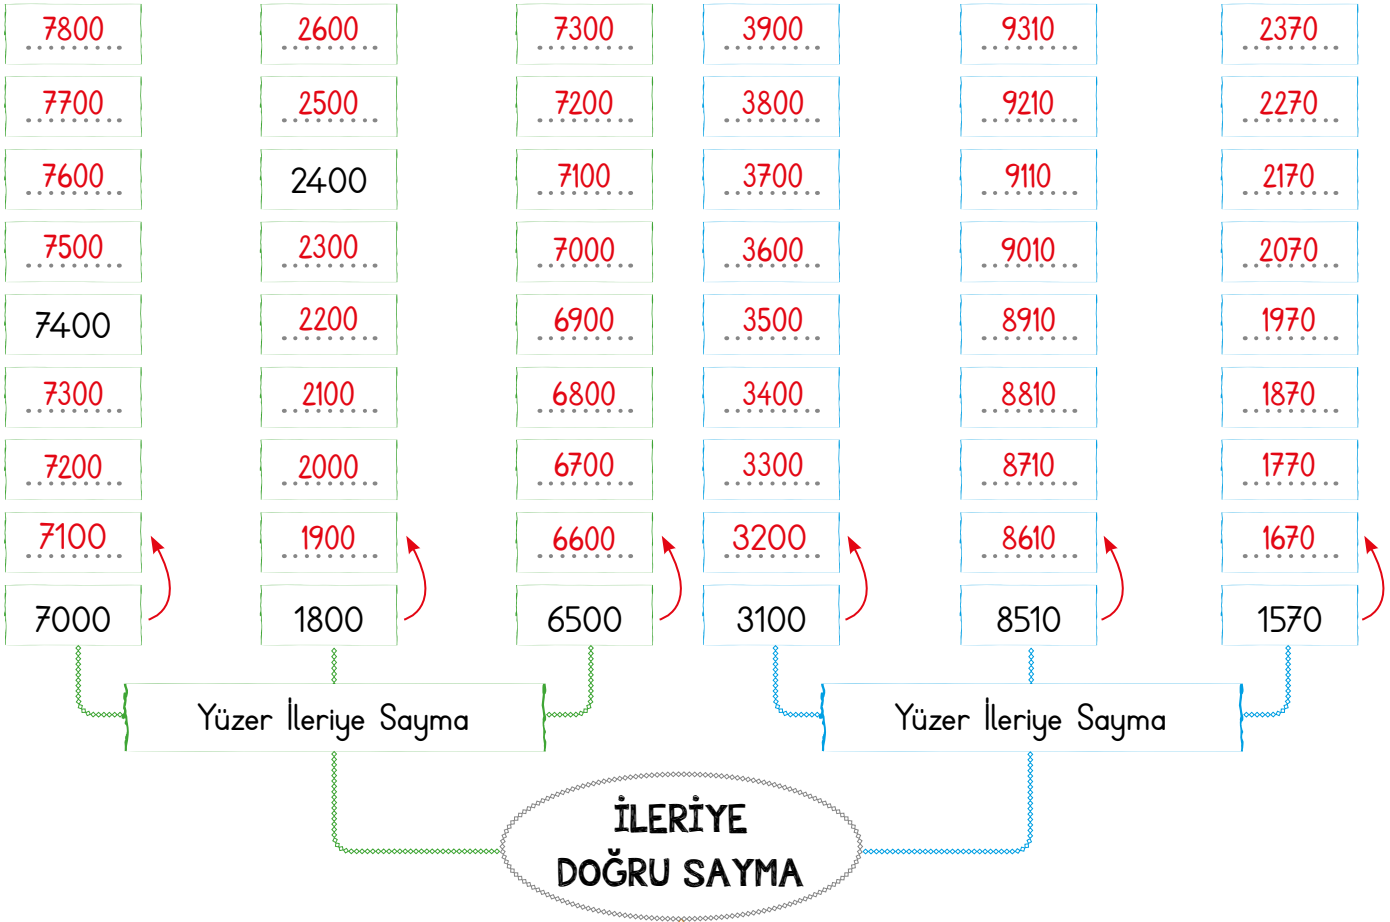 7800 2600 7300 3900 9310 2370
7700 2500 7200 3800 9210 2270
7600 2400 7100 3700 9110 2170
7500 2300 7000 3600 9010 2070
7400 2200 6900 3500 8910 1970
7300 2100 6800 3400 8810 1870
7200 2000 6700 3300 8710 1770
7100 1900 6600 3200 8610 1670
7000 1800 6500 3100 8510 1570
Yüzer İleriye Sayma Yüzer İleriye Sayma
İLERİYE
DOĞRU SAYMA